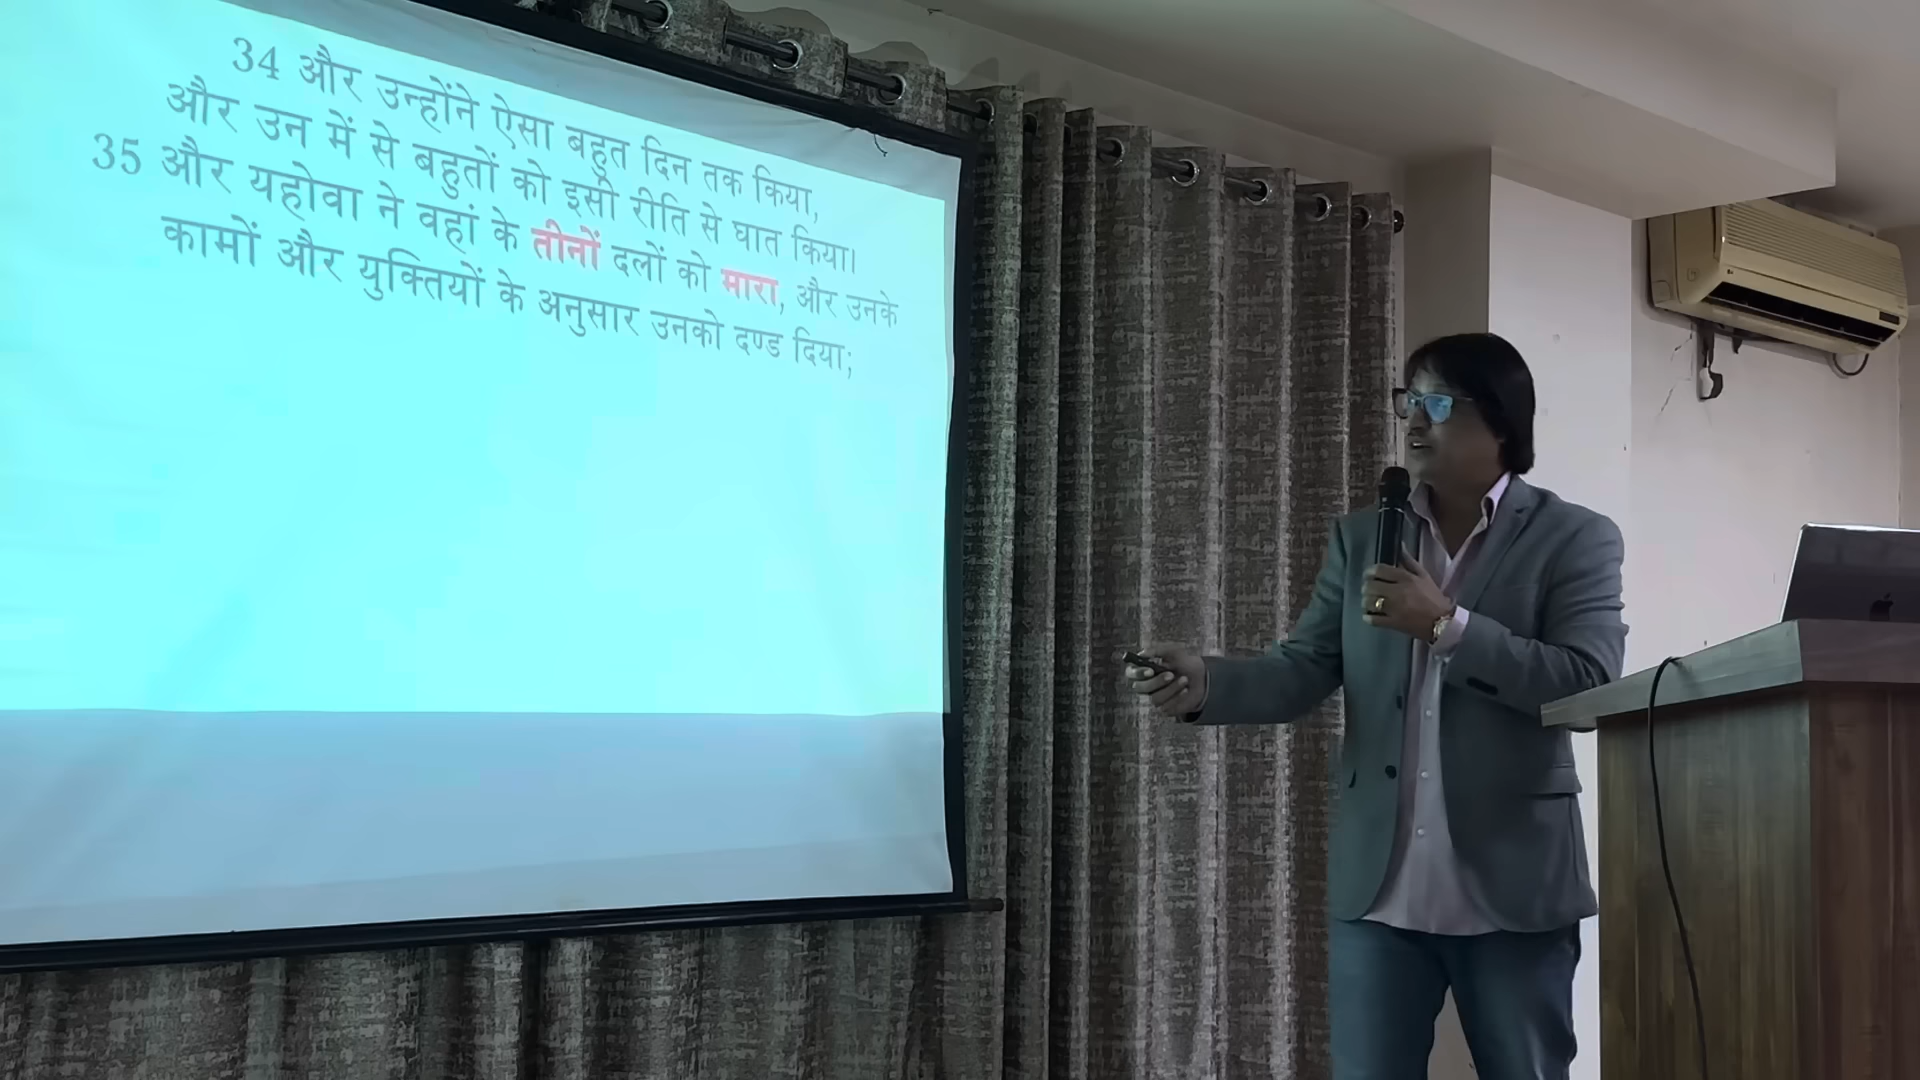 34 और उन्होंने ऐसा बहुत दिन तक किया,
और उन में से बहुतों को इसी रीति से घात किया।
35 और यहोवा ने वहां के तीनों दलों को मारा, और उनके
कामों और युक्तियों के अनुसार उनको दण्ड दिया;